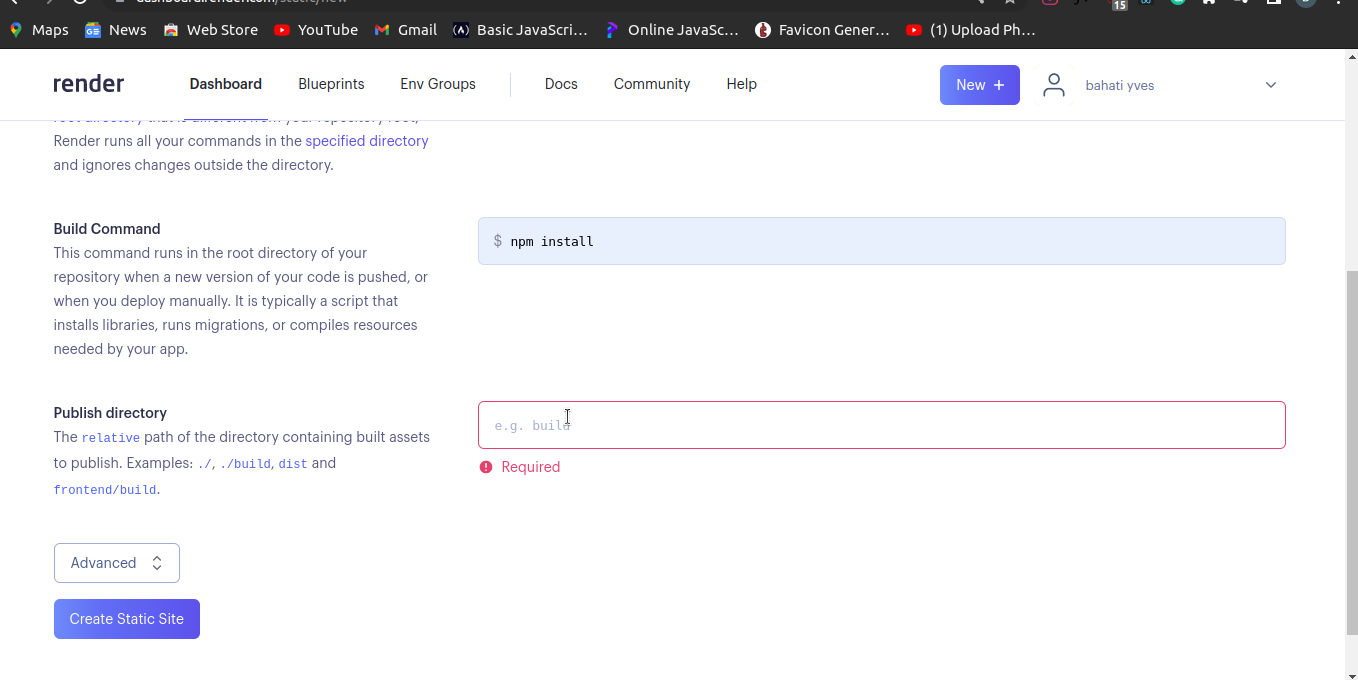 15
Maps
News
Web Store
YouTube
Gmail
Basic JavaScri...
Online JavaSc...
Favicon Gener...
(1) Upload Ph...
render
Dashboard
Blueprints
Env Groups
Docs
Community
Help
New +
bahati yves
Render runs all your commands in the specified directory
and ignores changes outside the directory.
Build Command
This command runs in the root directory of your
repository when a new version of your code is pushed, or
when you deploy manually. It is typically a script that
installs libraries, runs migrations, or compiles resources
needed by your app.
$ npm install
Publish directory
The relative path of the directory containing built assets
to publish. Examples: ./, ./build, dist and
frontend/build.
e.g. build
Required
Advanced
Create Static Site